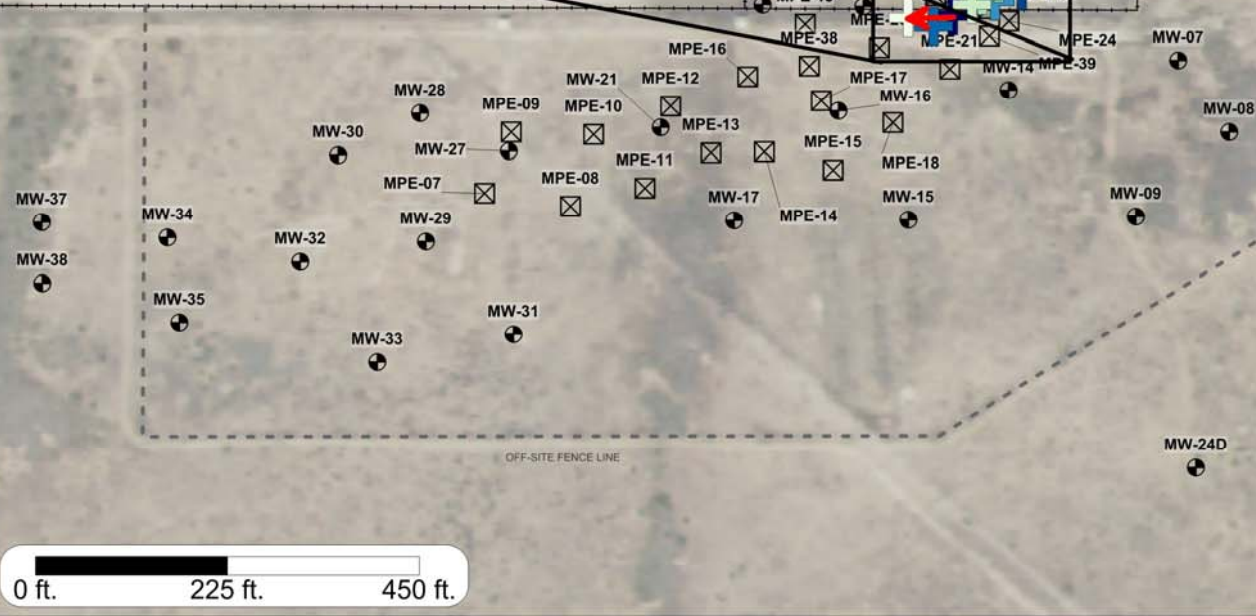 MPE-38
MPE-21
MPE-24
MPE-39
MW-07
MPE-16
MW-14
MW-21
MPE-12
MPE-17
MW-28
MW-16
MPE-09
MPE-10
MW-08
MW-30
MPE-13
MW-27
MPE-15
MPE-11
MPE-18
MPE-08
MPE-07
MW-37
MW-17
MW-15
MW-09
MW-34
MW-29
MPE-14
MW-32
MW-38
MW-35
MW-31
MW-33
MW-24D
OFF-SITE FENCE LINE
0 ft. 225 ft. 450 ft.